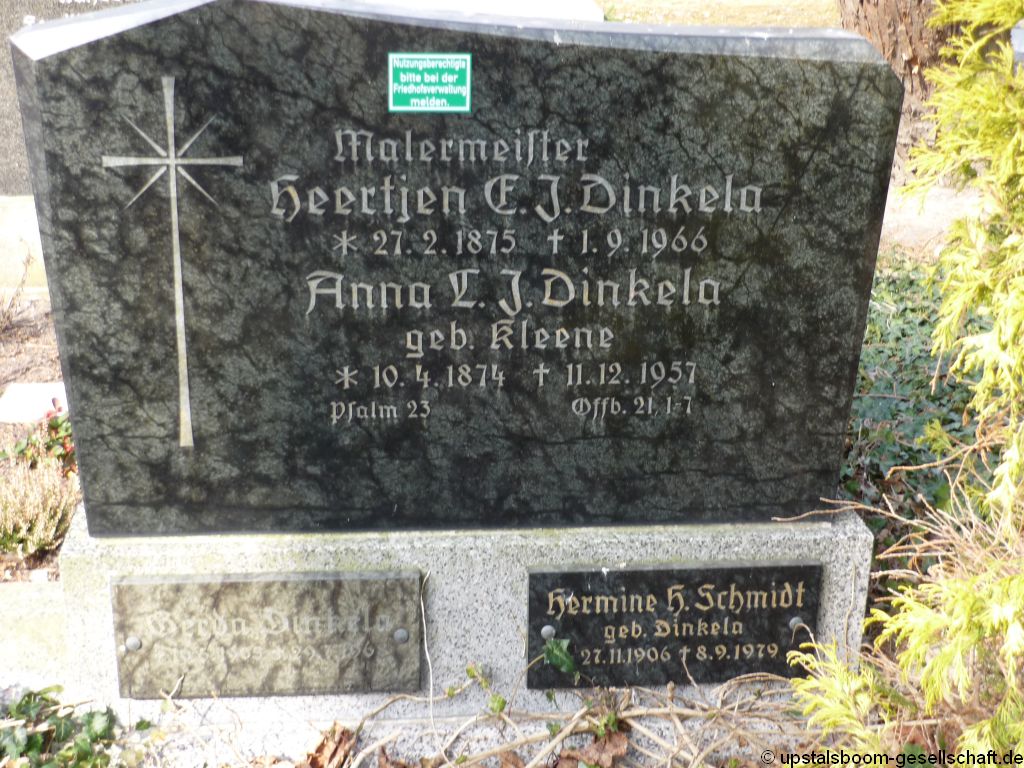 Nutzungsberechtigte
bitte bei der
Friedhofsverwaltung
melden.
Malermeiſter
Heertjen E. J. Dinkela
* 27. 2. 1875 † 1. 9. 1966
Anna L. J. Dinkela
geb. Kleene
* 10. 4. 1874 † 11. 12. 1957
Pſalm 23 Offb. 21, 1-7
Gerda Dinkela
Hermine H. Schmidt
geb. Dinkela
27.11.1906 † 8.9.1979
© upstalsboom-gesellschaft.de